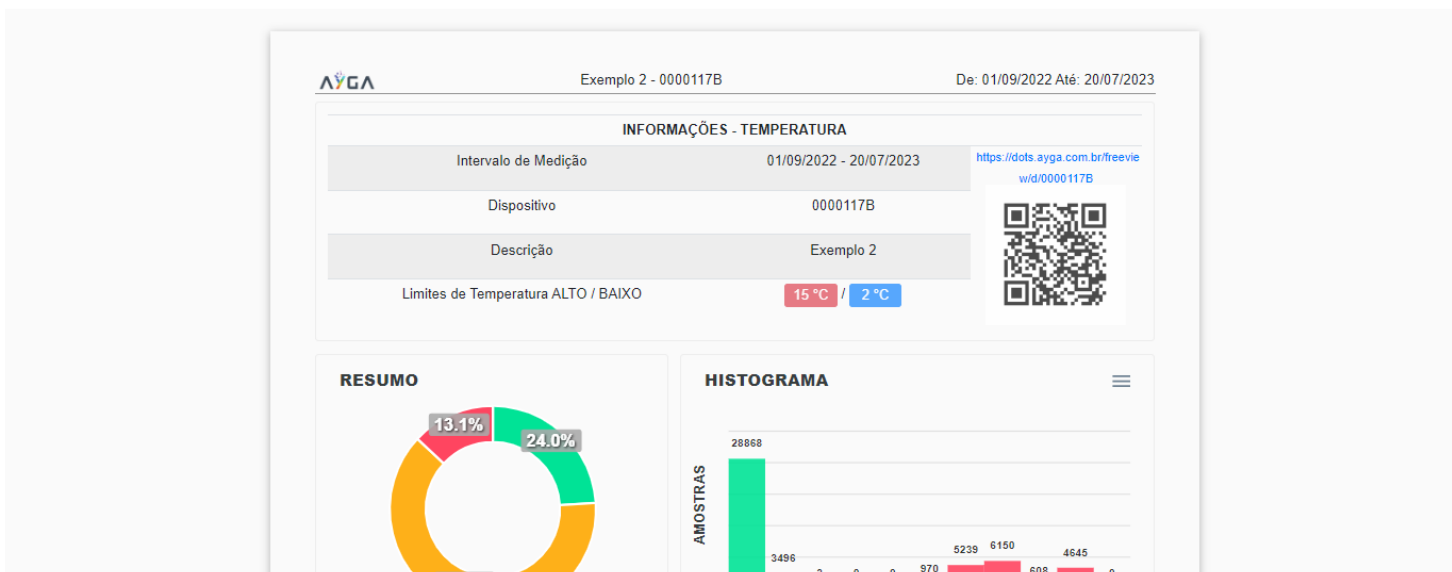 AŸGA
Exemplo 2 - 0000117B
De: 01/09/2022 Até: 20/07/2023
INFORMAÇÕES - TEMPERATURA
Intervalo de Medição
01/09/2022 - 20/07/2023
https://dots.ayga.com.br/freevie
w/d/0000117B
Dispositivo
0000117B
Descrição
Exemplo 2
Limites de Temperatura ALTO / BAIXO
15 °C / 2 °C
RESUMO
13.1%
24.0%
HISTOGRAMA
AMOSTRAS
28868
3496
970
5239
6150
4645